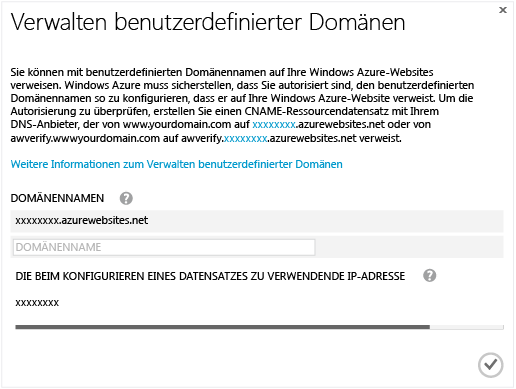 Verwalten benutzerdefinierter Domänen
Sie können mit benutzerdefinierten Domänennamen auf Ihre Windows Azure-Websites
verweisen. Windows Azure muss sicherstellen, dass Sie autorisiert sind, den benutzerdefinierten
Domänennamen so zu konfigurieren, dass er auf Ihre Windows Azure-Website verweist. Um die
Autorisierung zu überprüfen, erstellen Sie einen CNAME-Ressourcendatensatz mit Ihrem
DNS-Anbieter, der von www.yourdomain.com auf xxxxxxxx.azurewebsites.net oder von
awverify.wwwyourdomain.com auf awverify.xxxxxxxx.azurewebsites.net verweist.
Weitere Informationen zum Verwalten benutzerdefinierter Domänen
DOMÄNENNAMEN ?
xxxxxxxx.azurewebsites.net
DOMÄNENNAME
DIE BEIM KONFIGURIEREN EINES DATENSATZES ZU VERWENDENDE IP-ADRESSE ?
xxxxxxxx